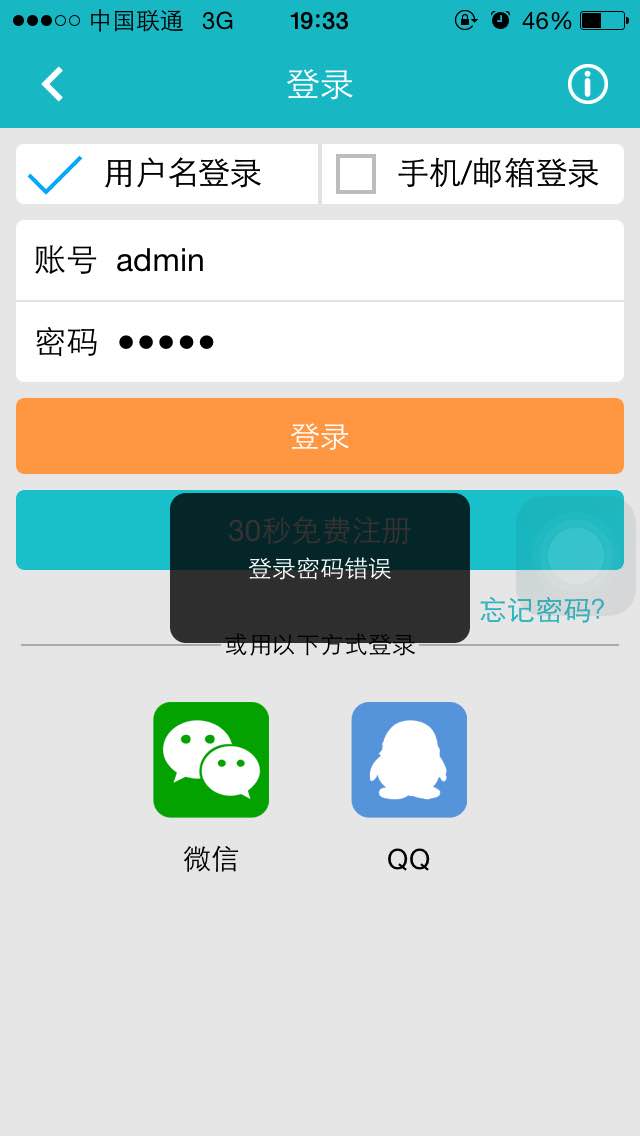 中国联通 3G 19:33 46%
登录
用户名登录 手机/邮箱登录
账号 admin
密码 •••••
登录
30秒免费注册
登录密码错误
忘记密码?
或用以下方式登录
微信 QQ